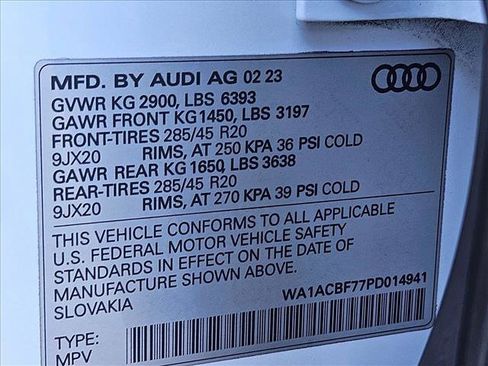 MFD. BY AUDI AG 02 23
GVWR KG 2900, LBS 6393
GAWR FRONT KG1450, LBS 3197
FRONT-TIRES 285/45 R20
9JX20 RIMS, AT 250 KPA 36 PSI COLD
GAWR REAR KG 1650, LBS 3638
REAR-TIRES 285/45 R20
9JX20 RIMS, AT 270 KPA 39 PSI COLD
THIS VEHICLE CONFORMS TO ALL APPLICABLE
U.S. FEDERAL MOTOR VEHICLE SAFETY
STANDARDS IN EFFECT ON THE DATE OF
MANUFACTURE SHOWN ABOVE.
SLOVAKIA WA1ACBF77PD014941
TYPE:
MPV